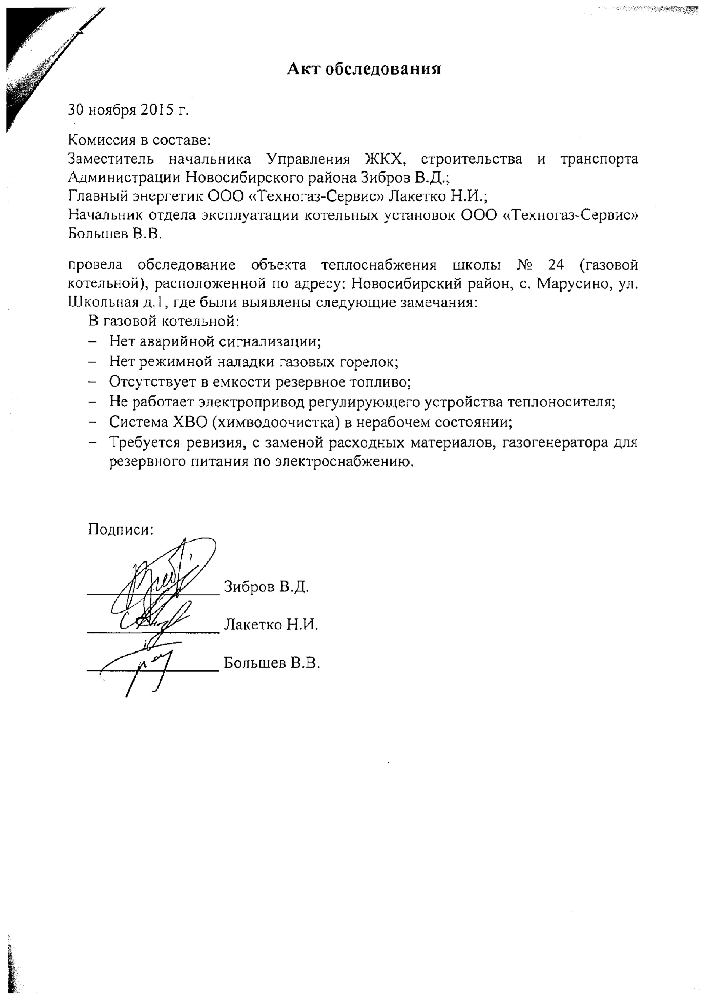 Акт обследования
30 ноября 2015 г.
Комиссия в составе:
Заместитель начальника Управления ЖКХ, строительства и транспорта
Администрации Новосибирского района Зибров В.Д.;
Главный энергетик ООО «Техногаз-Сервис» Лакетко Н.И.;
Начальник отдела эксплуатации котельных установок ООО «Техногаз-Сервис»
Большев В.В.
провела обследование объекта теплоснабжения школы № 24 (газовой
котельной), расположенной по адресу: Новосибирский район, с. Марусино, ул.
Школьная д.1, где были выявлены следующие замечания:
В газовой котельной:
– Нет аварийной сигнализации;
– Нет режимной наладки газовых горелок;
– Отсутствует в емкости резервное топливо;
– Не работает электропривод регулирующего устройства теплоносителя;
– Система ХВО (химводоочистка) в нерабочем состоянии;
– Требуется ревизия, с заменой расходных материалов, газогенератора для
резервного питания по электроснабжению.
Подписи:
Зибров В.Д.
Лакетко Н.И.
Большев В.В.